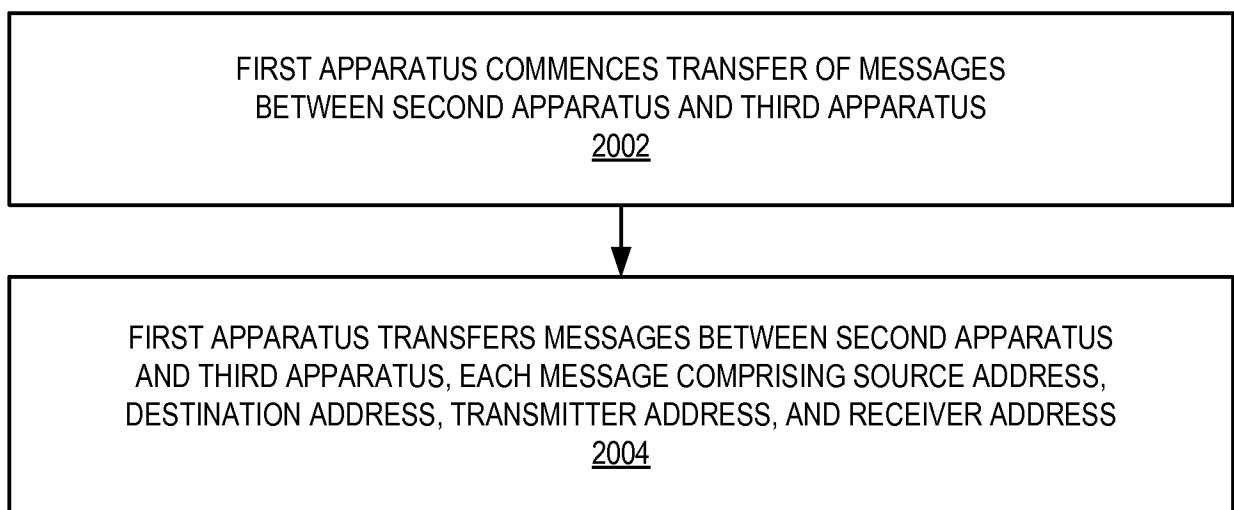 FIRST APPARATUS COMMENCES TRANSFER OF MESSAGES
BETWEEN SECOND APPARATUS AND THIRD APPARATUS
2002
FIRST APPARATUS TRANSFERS MESSAGES BETWEEN SECOND APPARATUS
AND THIRD APPARATUS, EACH MESSAGE COMPRISING SOURCE ADDRESS,
DESTINATION ADDRESS, TRANSMITTER ADDRESS, AND RECEIVER ADDRESS
2004